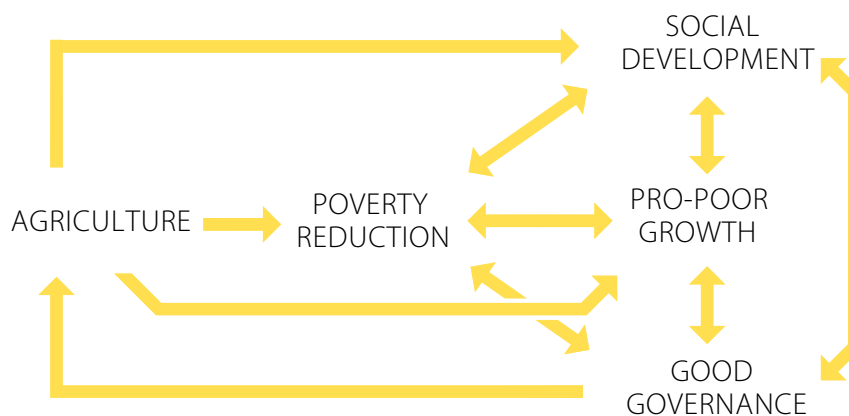 SOCIAL
DEVELOPMENT
AGRICULTURE
POVERTY
REDUCTION
PRO-POOR
GROWTH
GOOD
GOVERNANCE